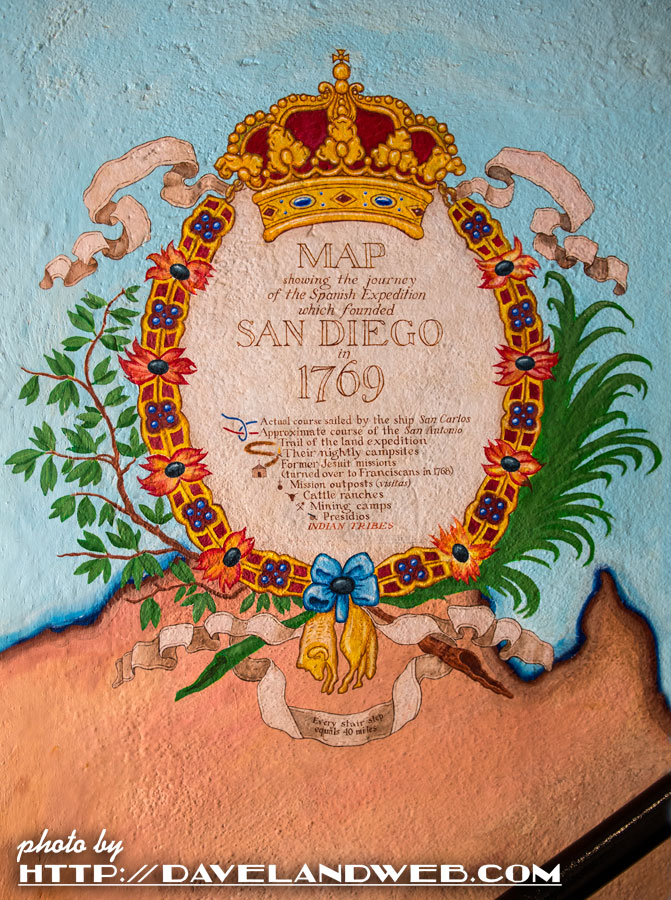 MAP
showing the journey
of the Spanish Expedition
which founded
SAN DIEGO
in
1769
Actual course sailed by the ship San Carlos
Approximate course of the San Antonio
Trail of the land expedition
Their nightly campsites
Former Jesuit missions
(turned over to Franciscans in 1768)
Mission outposts (visitas)
Cattle ranches
Mining camps
Presidios
INDIAN TRIBES
Every stair step
equals 40 miles
photo by
HTTP://DAVELANDWEB.COM